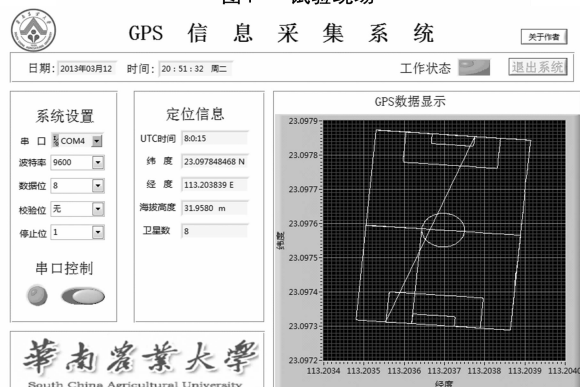 图4 试验现场
GPS 信息采集系统
关于作者
日期: 2013年03月12 时间: 20:51:32 周二
工作状态
退出系统
系统设置
串口 COM4
波特率 9600
数据位 8
校验位 无
停止位 1
串口控制
定位信息
UTC时间 8:0:15
纬度 23.097848468 N
经度 113.203839 E
海拔高度 31.9580 m
卫星数 8
GPS数据显示
23.0979
23.0978
23.0977
23.0976
23.0975
23.0974
23.0973
23.0972
纬度
113.2034 113.2035 113.2036 113.2037 113.2038 113.2039 113.2040
经度
華南农業大學
South China Agricultural University